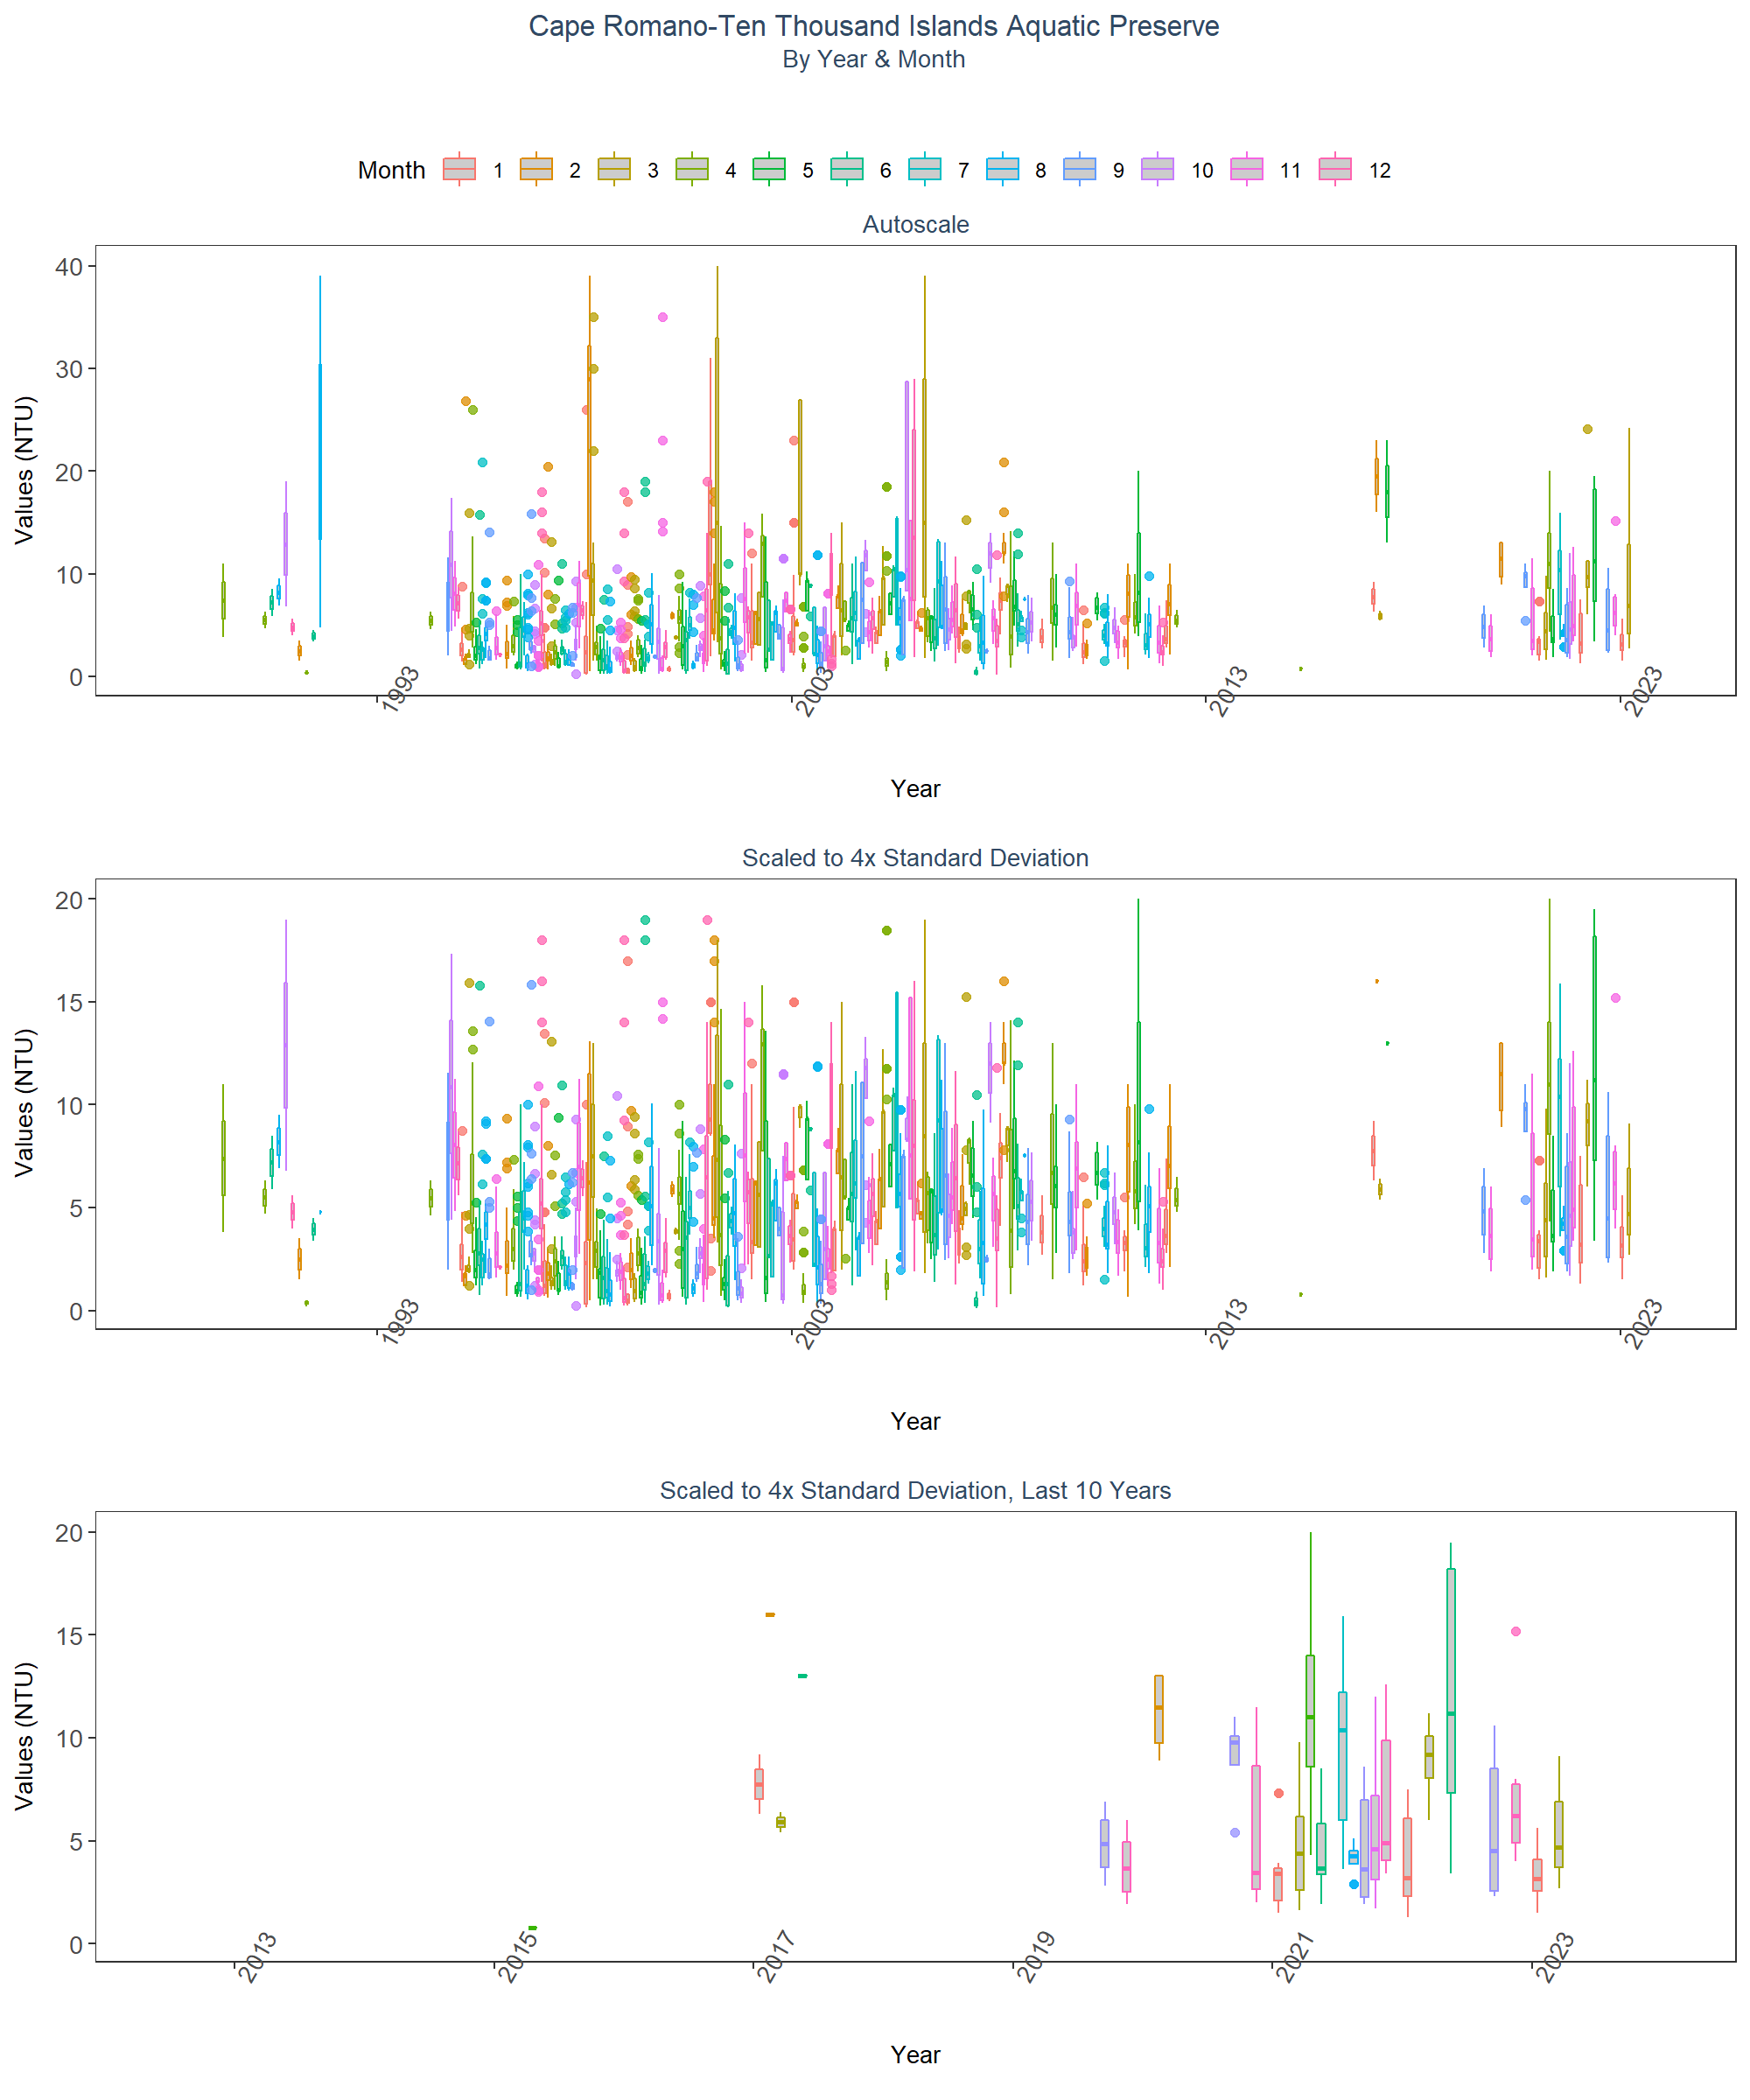 Cape Romano-Ten Thousand Islands Aquatic Preserve
By Year & Month
Month 1 2 3 4 5 6 7 8 9 10 11 12
Autoscale
Values (NTU)
40
30
20
10
0
1993 2003 2013 2023
Year
Scaled to 4x Standard Deviation
Values (NTU)
20
15
10
5
0
1993 2003 2013 2023
Year
Scaled to 4x Standard Deviation, Last 10 Years
Values (NTU)
20
15
10
5
0
2013 2015 2017 2019 2021 2023
Year